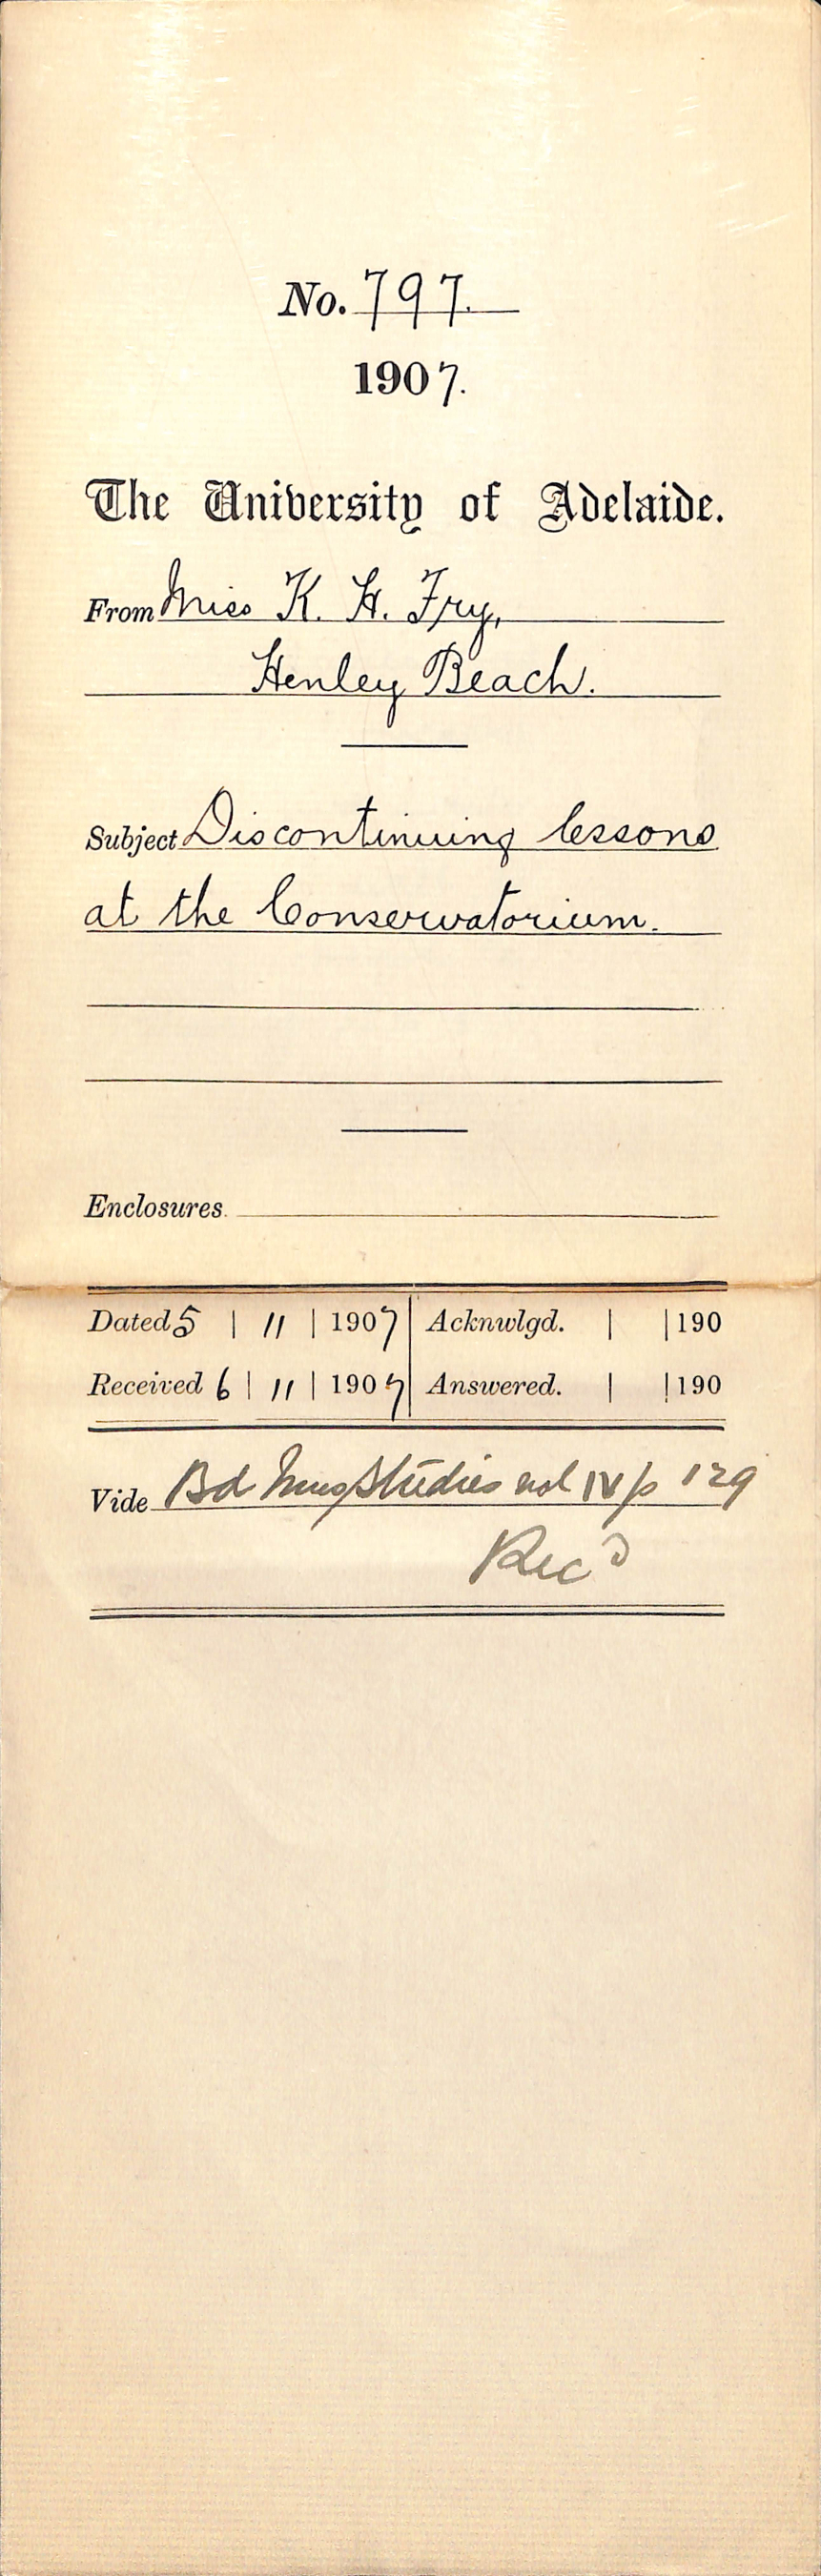 No. 797.
1907.
The University of Adelaide.
From Miss K. H. Fry,
Henley Beach.
Subject Discontinuing lessons
at the Conservatorium.
Enclosures.
Dated 5 | 11 | 1907 | Acknwlgd. | | 190
Received 6 | 11 | 1907 | Answered. | | 190
Vide Bd Mus Studies vol IV p 129
Recd